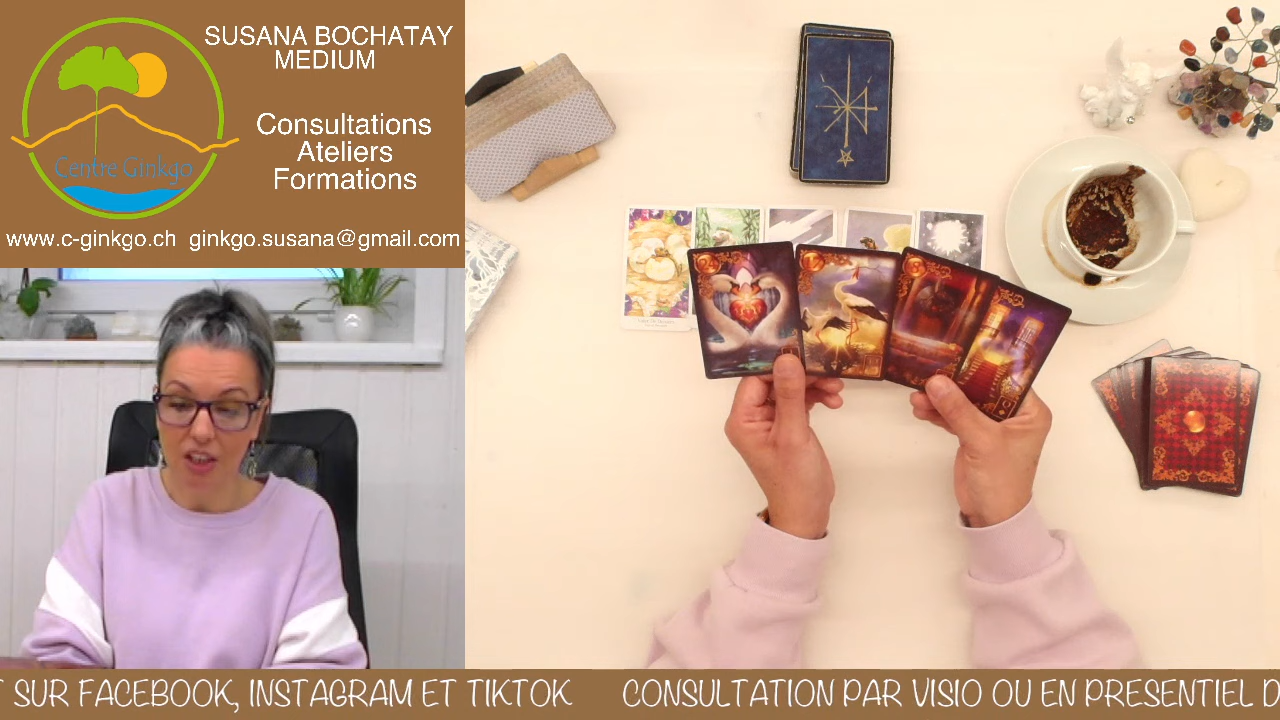 SUSANA BOCHATAY
MEDIUM
Consultations
Ateliers
Formations
Centre Ginkgo
www.c-ginkgo.ch ginkgo.susana@gmail.com
SUR FACEBOOK, INSTAGRAM ET TIKTOK CONSULTATION PAR VISIO OU EN PRESENTIEL